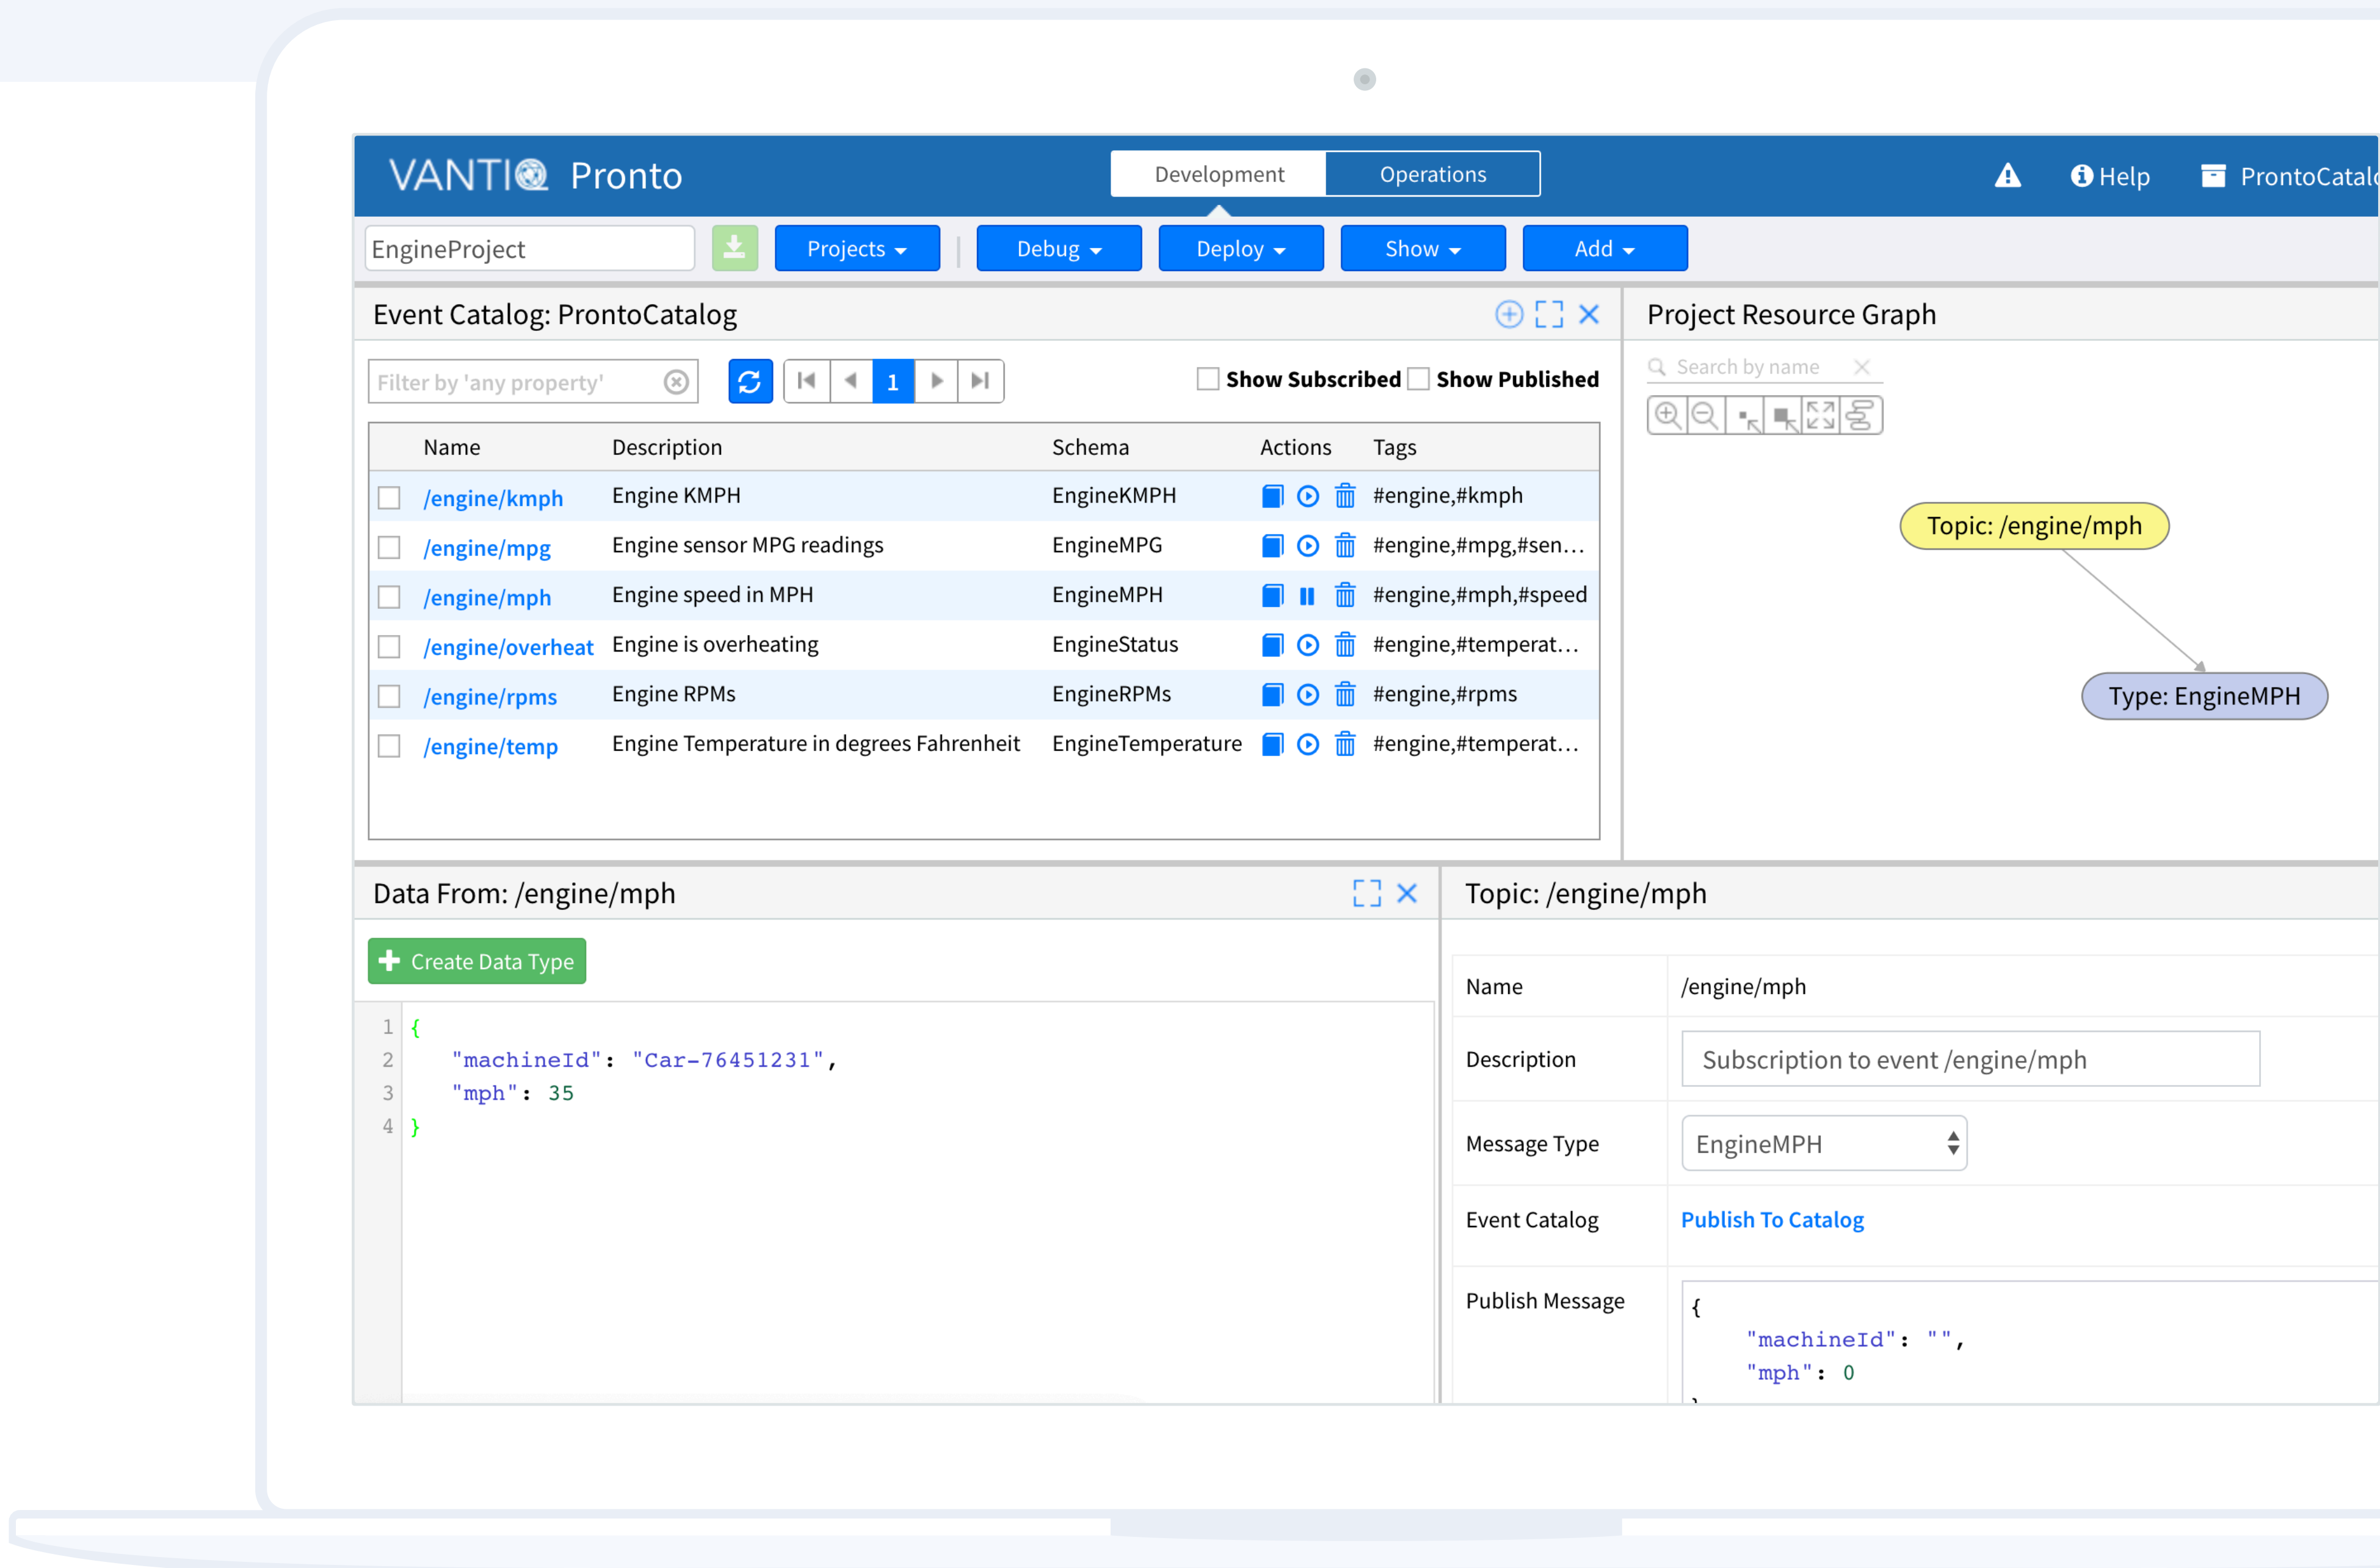 VANTIQ Pronto
Development Operations
Help ProntoCatalo
EngineProject Projects Debug Deploy Show Add
Event Catalog: ProntoCatalog
Filter by 'any property' 1 Show Subscribed Show Published
Name Description Schema Actions Tags
/engine/kmph Engine KMPH EngineKMPH #engine,#kmph
/engine/mpg Engine sensor MPG readings EngineMPG #engine,#mpg,#sen...
/engine/mph Engine speed in MPH EngineMPH #engine,#mph,#speed
/engine/overheat Engine is overheating EngineStatus #engine,#temperat...
/engine/rpms Engine RPMs EngineRPMs #engine,#rpms
/engine/temp Engine Temperature in degrees Fahrenheit EngineTemperature #engine,#temperat...
Project Resource Graph
Search by name
Topic: /engine/mph
Type: EngineMPH
Data From: /engine/mph
Create Data Type
1 {
2 "machineId": "Car-76451231",
3 "mph": 35
4 }
Topic: /engine/mph
Name /engine/mph
Description Subscription to event /engine/mph
Message Type EngineMPH
Event Catalog Publish To Catalog
Publish Message {
"machineId": "",
"mph": 0
}